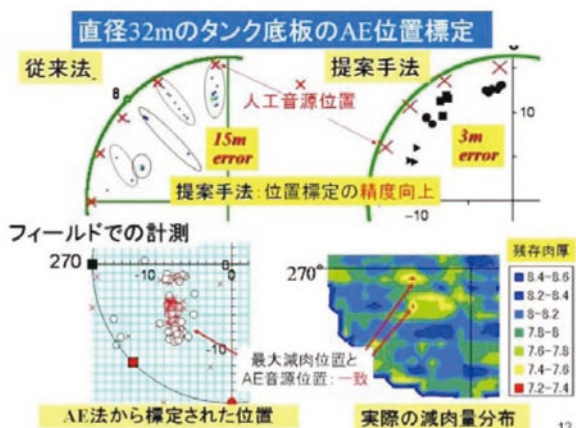 直径32mのタンク底板のAE位置標定
従来法
提案手法
8
人工音源位置
15m
error
3m
error
-10
-10
提案手法:位置標定の精度向上
フィールドでの計測
270
-10
0
-10
AE法から標定された位置
270°
最大減肉位置と
AE音源位置:一致
実際の減肉量分布
残存肉厚
8.4-8.6
8.2-8.4
8-8.2
7.8-8
7.6-7.8
7.4-7.6
7.2-7.4